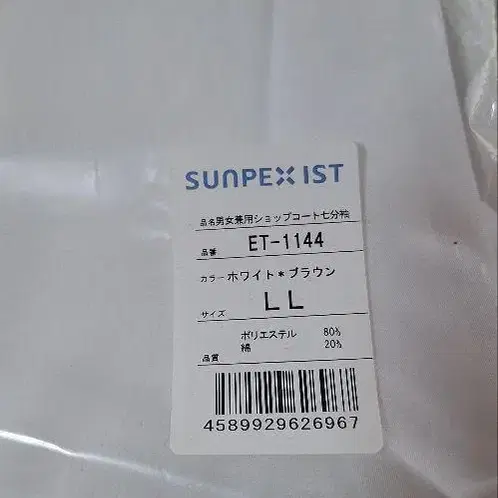 SUNPEXIST
品名 男女兼用ショップコート七分袖
品番 ET-1144
カラー ホワイト*ブラウン
サイズ LL
ポリエステル 80%
綿 20%
品質
4589929626967